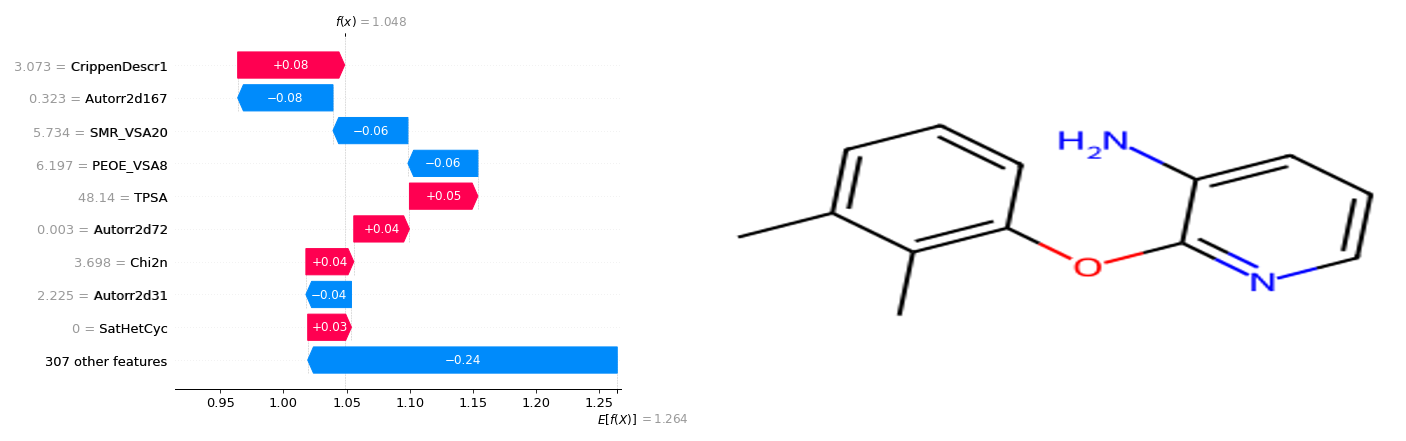 f(x) = 1.048
3.073 = CrippenDescr1
+0.08
0.323 = Autorr2d167
−0.08
5.734 = SMR_VSA20
−0.06
6.197 = PEOE_VSA8
−0.06
48.14 = TPSA
+0.05
0.003 = Autorr2d72
+0.04
3.698 = Chi2n
+0.04
2.225 = Autorr2d31
−0.04
0 = SatHetCyc
+0.03
307 other features
−0.24
0.95 1.00 1.05 1.10 1.15 1.20 1.25
E[f(X)] = 1.264
H2N
O
N